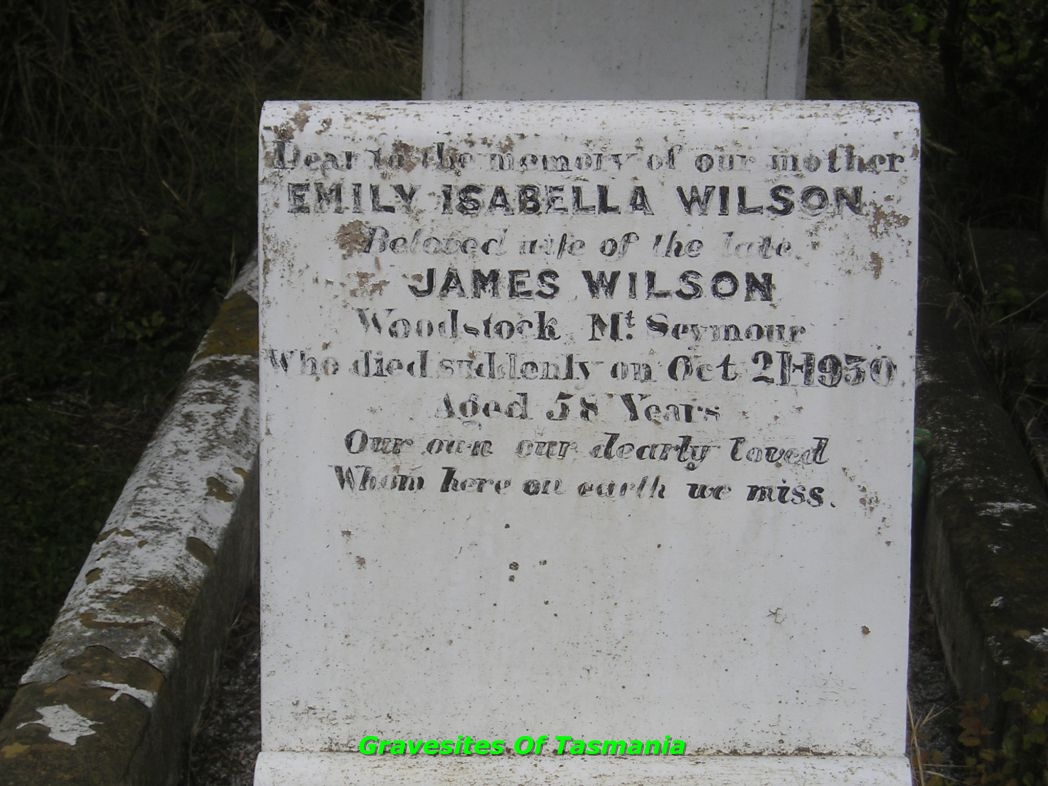 Dear to the memory of our mother
EMILY ISABELLA WILSON
Beloved wife of the late
JAMES WILSON
Woodstock Mt Seymour
Who died suddenly on Oct 1930
Aged 58 Years
Our own our dearly loved
Whom here on earth we miss.
Gravesites Of Tasmania